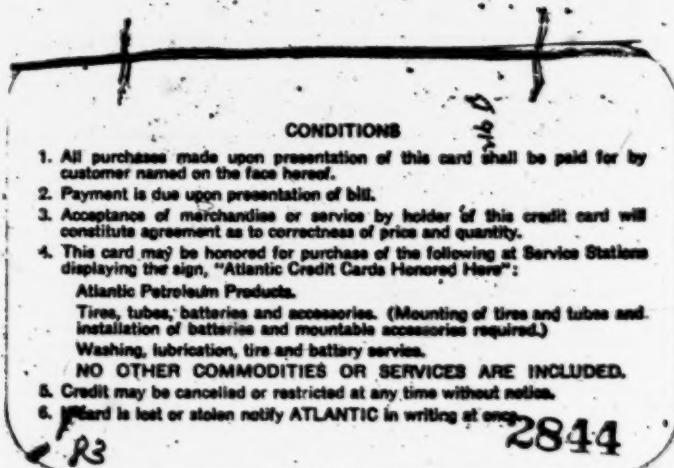 CONDITIONS
1. All purchases made upon presentation of this card shall be paid for by
customer named on the face hereof.
2. Payment is due upon presentation of bill.
3. Acceptance of merchandise or service by holder of this credit card will
constitute agreement as to correctness of price and quantity.
4. This card may be honored for purchase of the following at Service Stations
displaying the sign, "Atlantic Credit Cards Honored Here":
Atlantic Petroleum Products.
Tires, tubes, batteries and accessories. (Mounting of tires and tubes and
installation of batteries and mountable accessories required.)
Washing, lubrication, tire and battery service.
NO OTHER COMMODITIES OR SERVICES ARE INCLUDED.
5. Credit may be cancelled or restricted at any time without notice.
6. If card is lost or stolen notify ATLANTIC in writing at once.
2844
R3